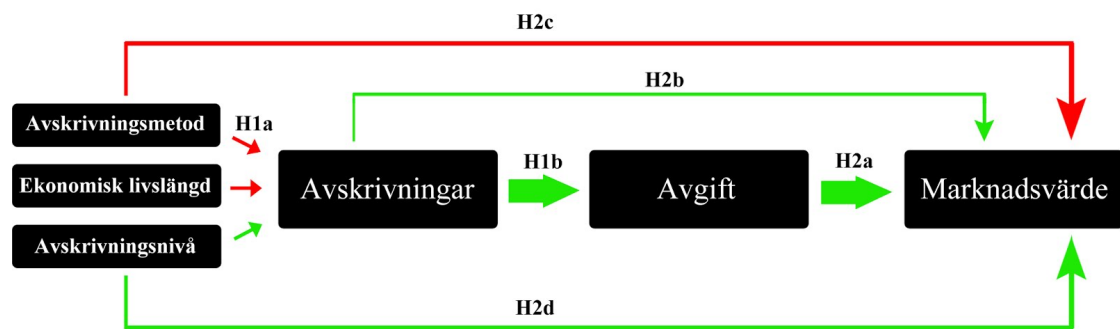 H2c
H2b
Avskrivningsmetod
H1a
Ekonomisk livslängd
Avskrivningsnivå
Avskrivningar
H1b
Avgift
H2a
Marknadsvärde
H2d